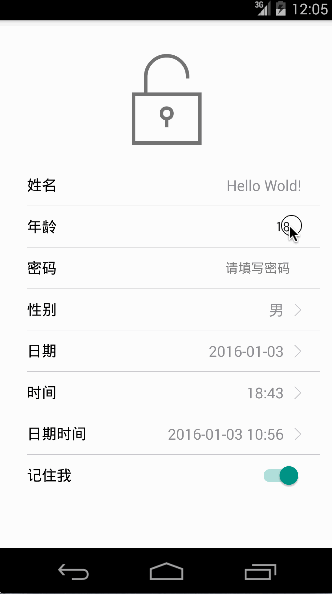 3G 12:05
姓名 Hello Wold!
年龄 18
密码 请填写密码
性别 男
日期 2016-01-03
时间 18:43
日期时间 2016-01-03 10:56
记住我